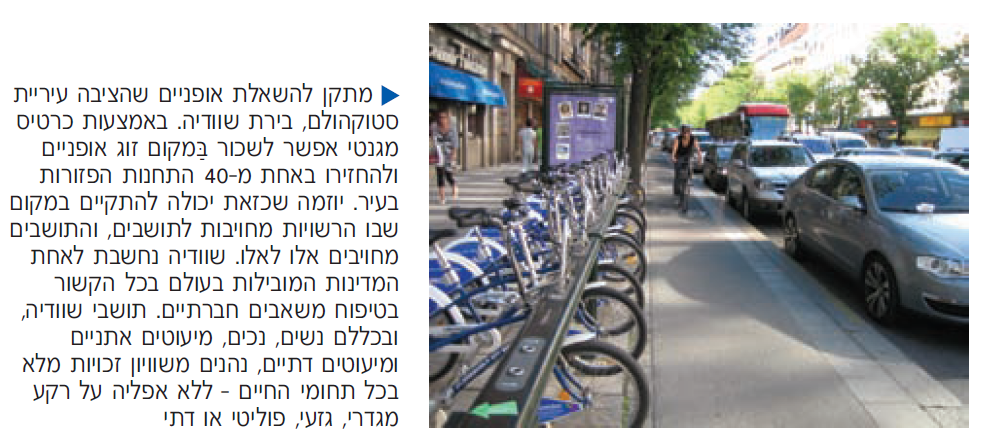 מתקן להשאלת אופניים שהציבה עיריית
סטוקהולם, בירת שוודיה. באמצעות כרטיס
מגנטי אפשר לשכור בַּמקום זוג אופניים
ולהחזירו באחת מ-40 התחנות הפזורות
בעיר. יוזמה שכזאת יכולה להתקיים במקום
שבו הרשויות מחויבות לתושבים, והתושבים
מחויבים אלו לאלו. שוודיה נחשבת לאחת
המדינות המובילות בעולם בכל הקשור
בטיפוח משאבים חברתיים. תושבי שוודיה,
ובכללם נשים, נכים, מיעוטים אתניים
ומיעוטים דתיים, נהנים משוויון זכויות מלא
בכל תחומי החיים - ללא אפליה על רקע
מגדרי, גזעי, פוליטי או דתי